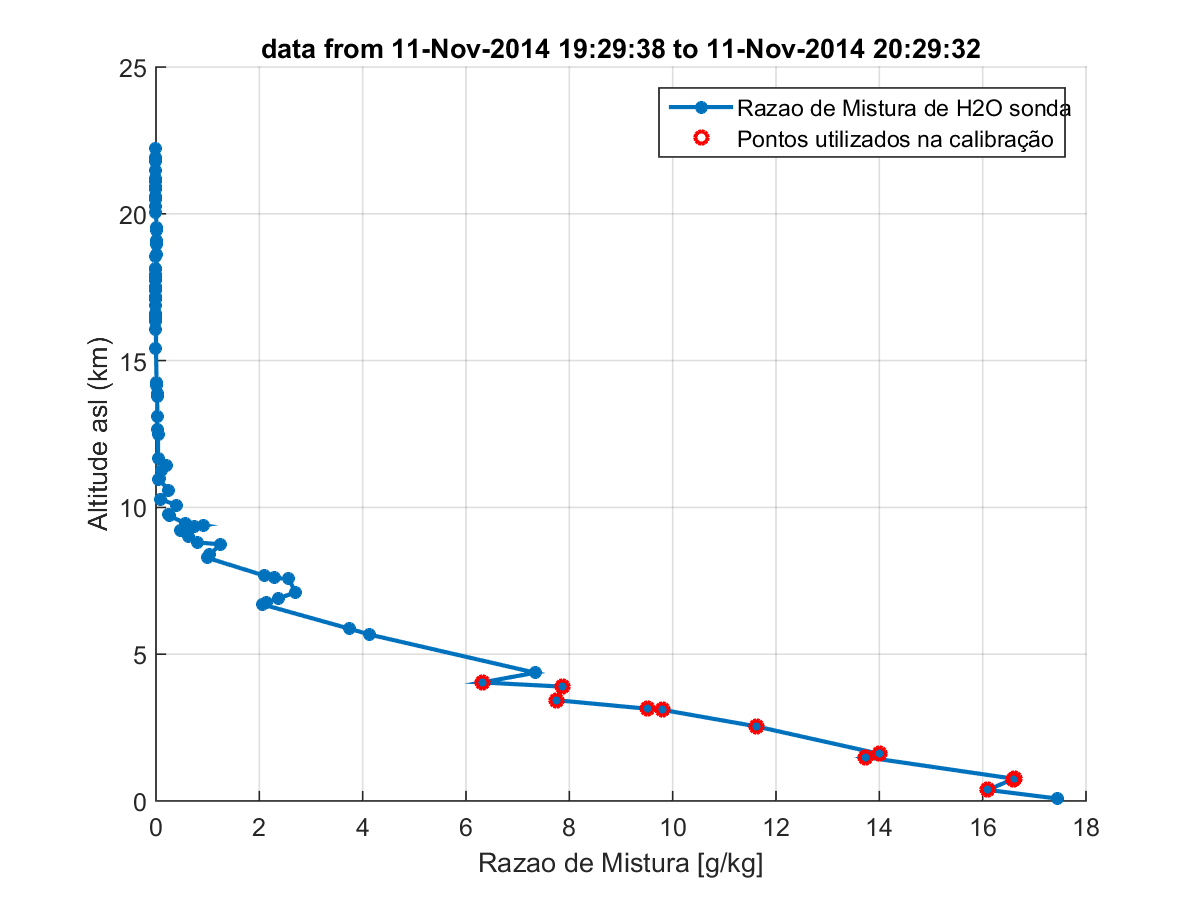 data from 11-Nov-2014 19:29:38 to 11-Nov-2014 20:29:32
Razao de Mistura de H2O sonda
Pontos utilizados na calibração
25
20
15
10
5
0
Altitude asl (km)
0 2 4 6 8 10 12 14 16 18
Razao de Mistura [g/kg]